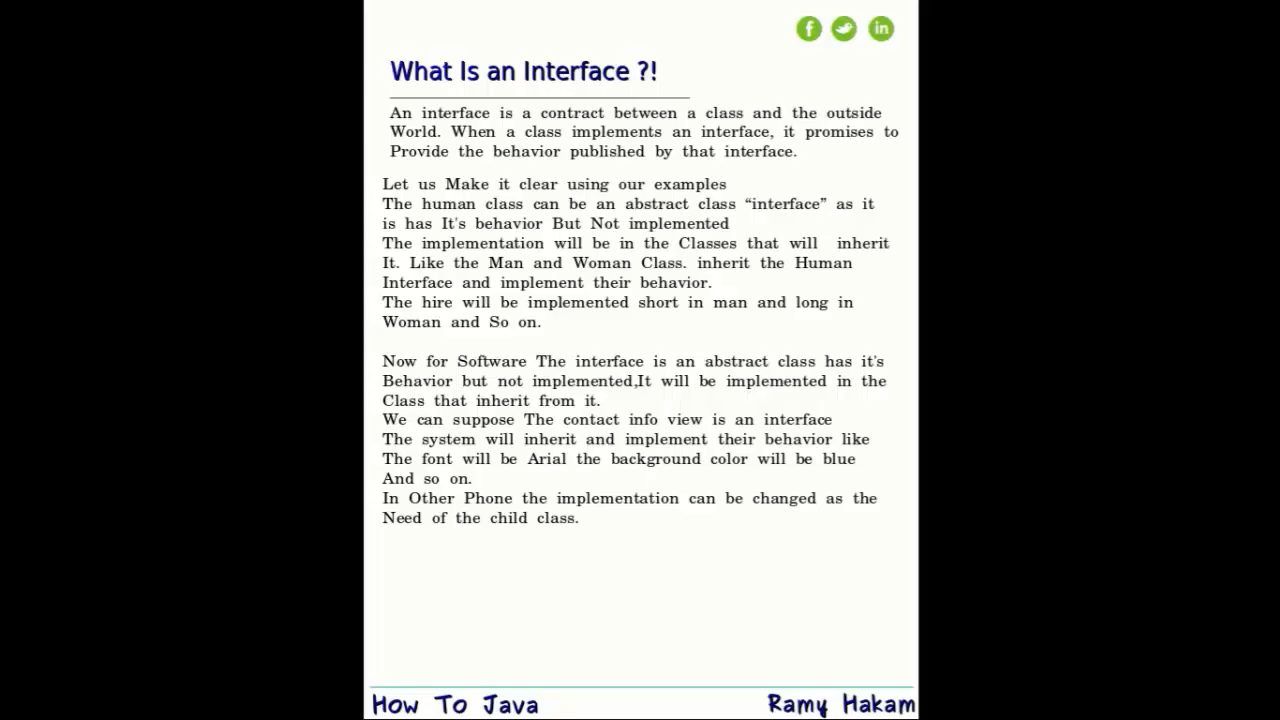 f in
What Is an Interface ?!
An interface is a contract between a class and the outside
World. When a class implements an interface, it promises to
Provide the behavior published by that interface.
Let us Make it clear using our examples
The human class can be an abstract class “interface” as it
is has It's behavior But Not implemented
The implementation will be in the Classes that will inherit
It. Like the Man and Woman Class. inherit the Human
Interface and implement their behavior.
The hire will be implemented short in man and long in
Woman and So on.
Now for Software The interface is an abstract class has it's
Behavior but not implemented,It will be implemented in the
Class that inherit from it.
We can suppose The contact info view is an interface
The system will inherit and implement their behavior like
The font will be Arial the background color will be blue
And so on.
In Other Phone the implementation can be changed as the
Need of the child class.
How To Java Ramy Hakam